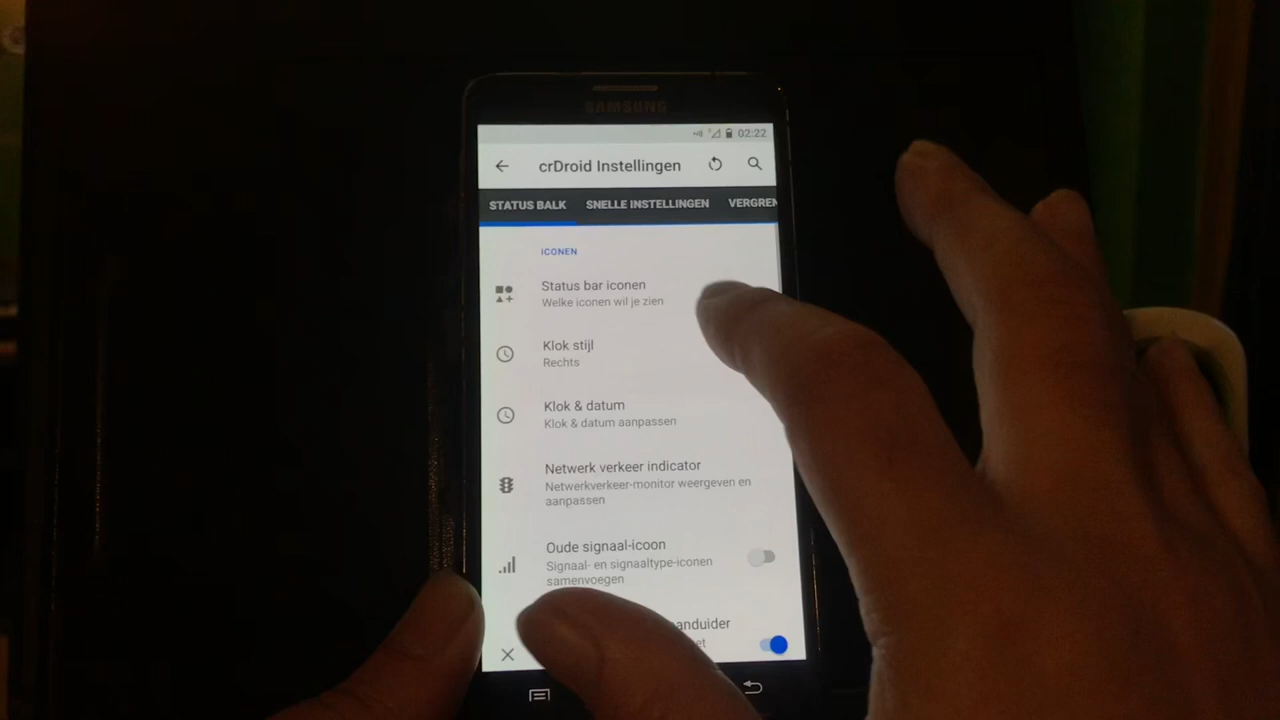 SAMSUNG
02:22
crDroid Instellingen
STATUS BALK SNELLE INSTELLINGEN VERGREN
ICONEN
Status bar iconen
Welke iconen wil je zien
Klok stijl
Rechts
Klok & datum
Klok & datum aanpassen
Netwerk verkeer indicator
Netwerkverkeer-monitor weergeven en
aanpassen
Oude signaal-icoon
Signaal- en signaaltype-iconen
samenvoegen
anduider
et